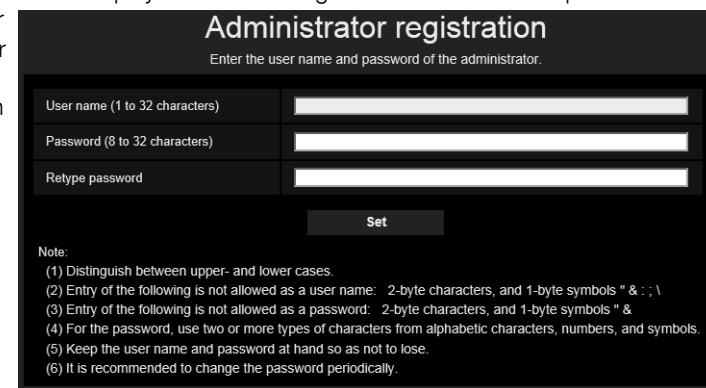 Administrator registration
Enter the user name and password of the administrator.
User name (1 to 32 characters)
Password (8 to 32 characters)
Retype password
Set
Note:
(1) Distinguish between upper- and lower cases.
(2) Entry of the following is not allowed as a user name: 2-byte characters, and 1-byte symbols " & : ; \
(3) Entry of the following is not allowed as a password: 2-byte characters, and 1-byte symbols " &
(4) For the password, use two or more types of characters from alphabetic characters, numbers, and symbols.
(5) Keep the user name and password at hand so as not to lose.
(6) It is recommended to change the password periodically.